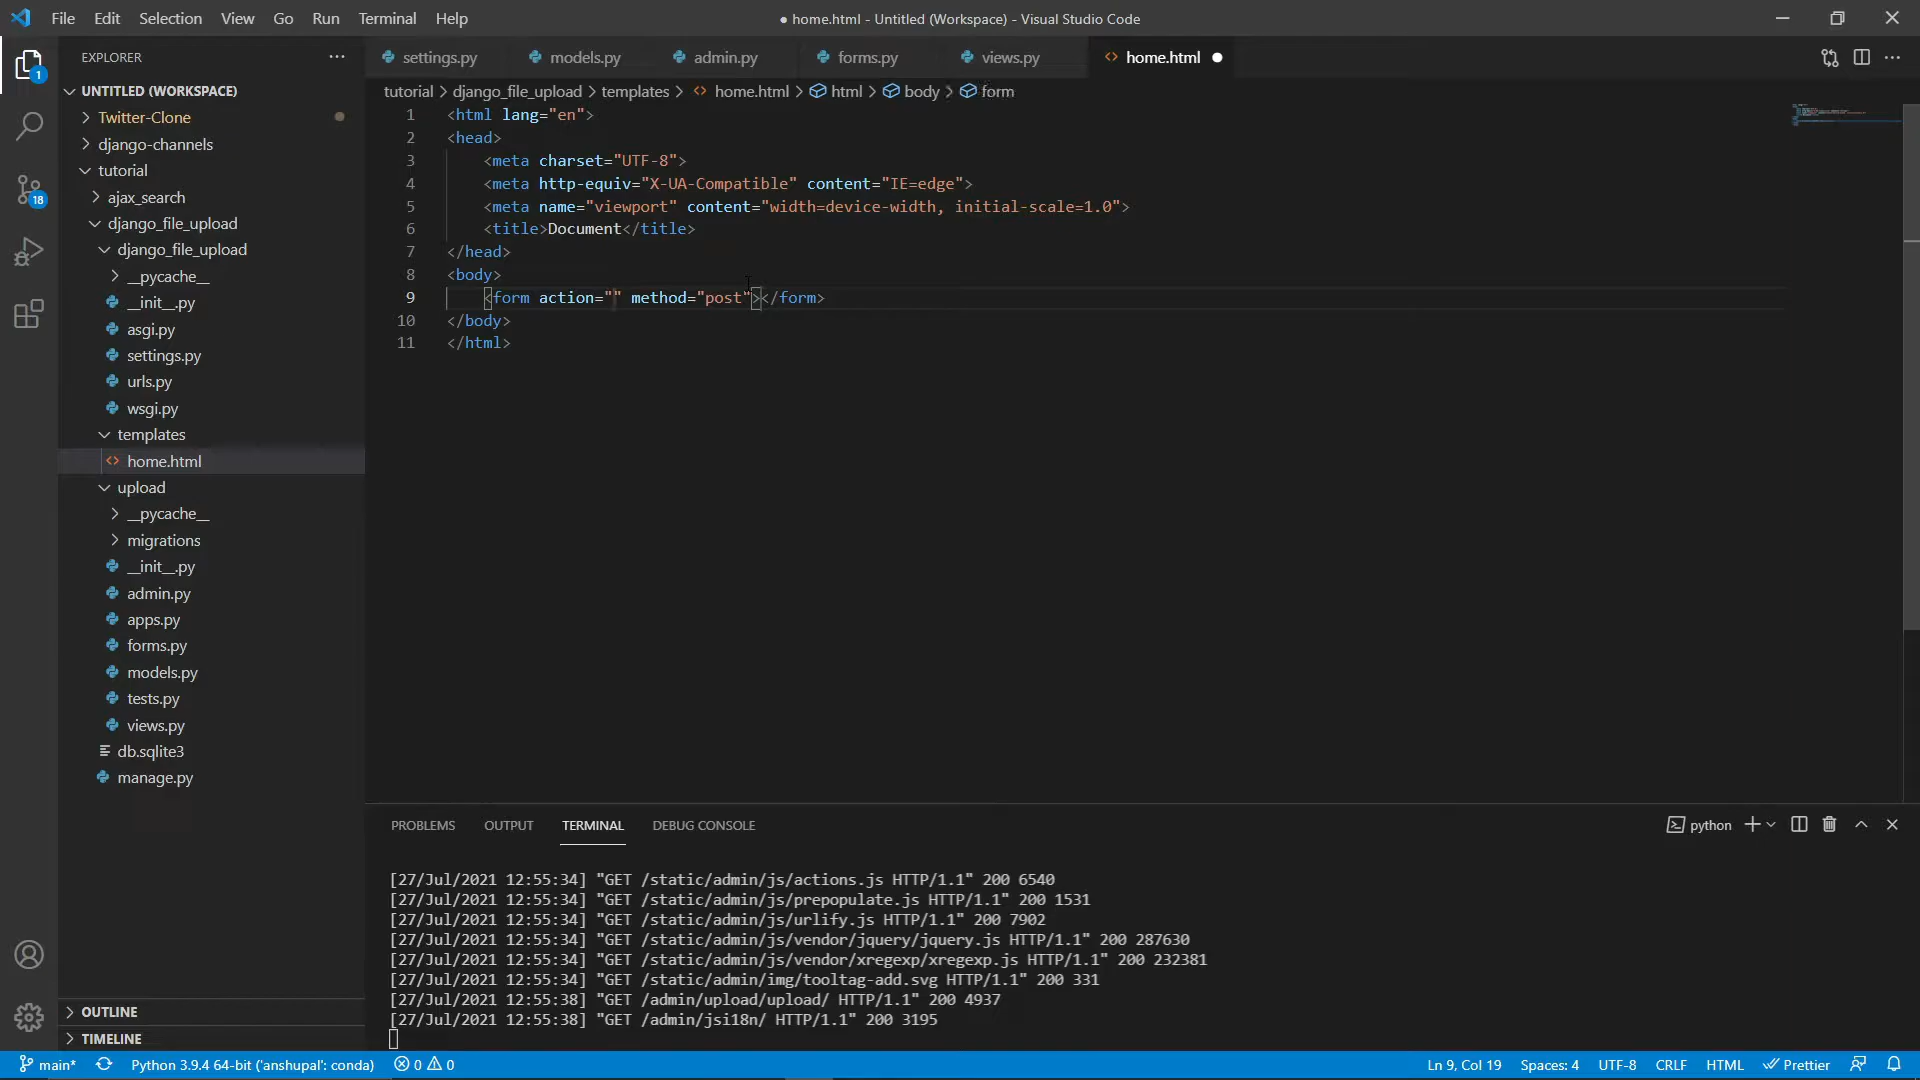 File Edit Selection View Go Run Terminal Help
● home.html - Untitled (Workspace) - Visual Studio Code
EXPLORER
settings.py models.py admin.py forms.py views.py home.html
UNTITLED (WORKSPACE)
Twitter-Clone
django-channels
tutorial
ajax_search
django_file_upload
django_file_upload
__pycache__
__init__.py
asgi.py
settings.py
urls.py
wsgi.py
templates
home.html
upload
__pycache__
migrations
__init__.py
admin.py
apps.py
forms.py
models.py
tests.py
views.py
db.sqlite3
manage.py
OUTLINE
TIMELINE
1
18
tutorial > django_file_upload > templates > home.html > html > body > form
1 <html lang="en">
2 <head>
3 <meta charset="UTF-8">
4 <meta http-equiv="X-UA-Compatible" content="IE=edge">
5 <meta name="viewport" content="width=device-width, initial-scale=1.0">
6 <title>Document</title>
7 </head>
8 <body>
9 <form action="" method="post"></form>
10 </body>
11 </html>
PROBLEMS OUTPUT TERMINAL DEBUG CONSOLE
python
[27/Jul/2021 12:55:34] "GET /static/admin/js/actions.js HTTP/1.1" 200 6540
[27/Jul/2021 12:55:34] "GET /static/admin/js/prepopulate.js HTTP/1.1" 200 1531
[27/Jul/2021 12:55:34] "GET /static/admin/js/urlify.js HTTP/1.1" 200 7902
[27/Jul/2021 12:55:34] "GET /static/admin/js/vendor/jquery/jquery.js HTTP/1.1" 200 287630
[27/Jul/2021 12:55:34] "GET /static/admin/js/vendor/xregexp/xregexp.js HTTP/1.1" 200 232381
[27/Jul/2021 12:55:34] "GET /static/admin/img/tooltag-add.svg HTTP/1.1" 200 331
[27/Jul/2021 12:55:38] "GET /admin/upload/upload/ HTTP/1.1" 200 4937
[27/Jul/2021 12:55:38] "GET /admin/jsi18n/ HTTP/1.1" 200 3195
main* Python 3.9.4 64-bit ('anshupal': conda) 0 0
Ln 9, Col 19 Spaces: 4 UTF-8 CRLF HTML Prettier